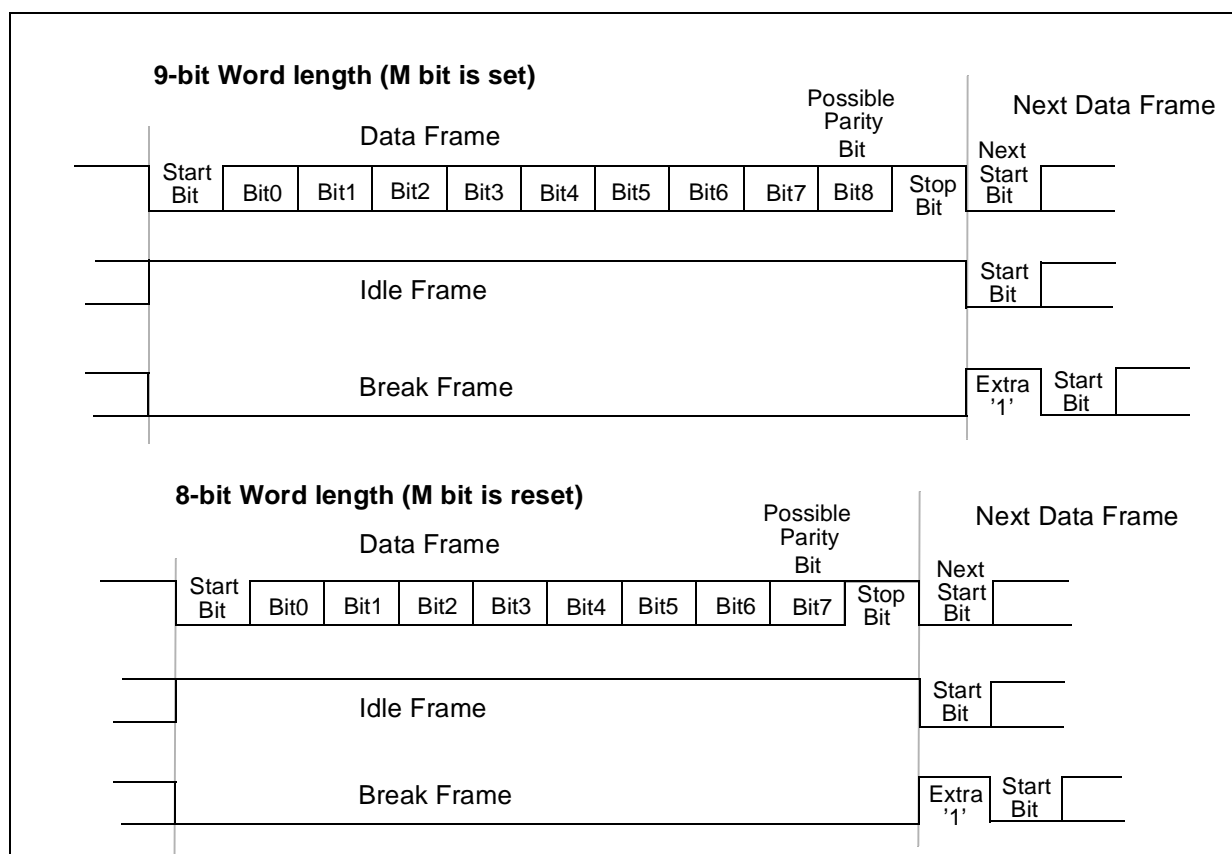 9-bit Word length (M bit is set)
Possible
Parity
Bit
Next Data Frame
Data Frame
Start
Bit
Bit0
Bit1
Bit2
Bit3
Bit4
Bit5
Bit6
Bit7
Bit8
Stop
Bit
Next
Start
Bit
Idle Frame
Start
Bit
Break Frame
Extra
'1'
Start
Bit
8-bit Word length (M bit is reset)
Possible
Parity
Bit
Next Data Frame
Data Frame
Start
Bit
Bit0
Bit1
Bit2
Bit3
Bit4
Bit5
Bit6
Bit7
Stop
Bit
Next
Start
Bit
Idle Frame
Start
Bit
Break Frame
Extra
'1'
Start
Bit